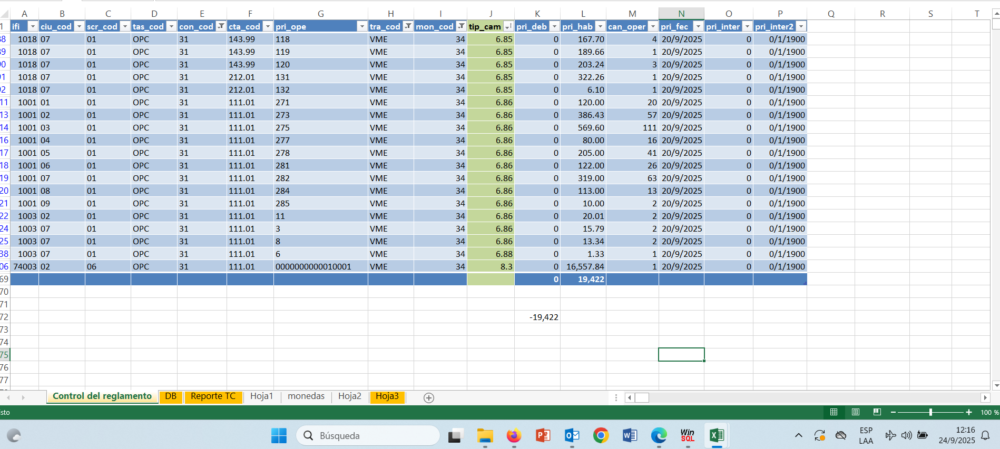 A B C D E F G H I J K L M N O P Q R S T
1 ifi ciu_cod scr_cod tas_cod con_cod cta_cod pri_ope tra_cod mon_cod tip_cam pri_deb pri_hab can_oper pri_fec pri_inter pri_inter2
38 1018 07 01 OPC 31 143.99 118 VME 34 6.85 0 167.70 4 20/9/2025 0 0/1/1900
39 1018 07 01 OPC 31 143.99 119 VME 34 6.85 0 189.66 1 20/9/2025 0 0/1/1900
0 1018 07 01 OPC 31 143.99 120 VME 34 6.85 0 203.24 3 20/9/2025 0 0/1/1900
1 1018 07 01 OPC 31 212.01 131 VME 34 6.85 0 322.26 1 20/9/2025 0 0/1/1900
2 1018 07 01 OPC 31 212.01 132 VME 34 6.85 0 6.10 1 20/9/2025 0 0/1/1900
11 1001 01 01 OPC 31 111.01 271 VME 34 6.86 0 120.00 20 20/9/2025 0 0/1/1900
13 1001 02 01 OPC 31 111.01 273 VME 34 6.86 0 386.43 57 20/9/2025 0 0/1/1900
14 1001 03 01 OPC 31 111.01 275 VME 34 6.86 0 569.60 111 20/9/2025 0 0/1/1900
16 1001 04 01 OPC 31 111.01 277 VME 34 6.86 0 80.00 16 20/9/2025 0 0/1/1900
17 1001 05 01 OPC 31 111.01 278 VME 34 6.86 0 205.00 41 20/9/2025 0 0/1/1900
18 1001 06 01 OPC 31 111.01 281 VME 34 6.86 0 122.00 26 20/9/2025 0 0/1/1900
19 1001 07 01 OPC 31 111.01 282 VME 34 6.86 0 319.00 63 20/9/2025 0 0/1/1900
20 1001 08 01 OPC 31 111.01 284 VME 34 6.86 0 113.00 13 20/9/2025 0 0/1/1900
21 1001 09 01 OPC 31 111.01 285 VME 34 6.86 0 10.00 2 20/9/2025 0 0/1/1900
22 1003 02 01 OPC 31 111.01 11 VME 34 6.86 0 20.01 2 20/9/2025 0 0/1/1900
24 1003 07 01 OPC 31 111.01 3 VME 34 6.86 0 15.79 2 20/9/2025 0 0/1/1900
25 1003 07 01 OPC 31 111.01 8 VME 34 6.86 0 13.34 2 20/9/2025 0 0/1/1900
38 1003 07 01 OPC 31 111.01 6 VME 34 6.88 0 1.33 1 20/9/2025 0 0/1/1900
06 74003 02 06 OPC 31 111.01 0000000000010001 VME 34 8.3 0 16,557.84 1 20/9/2025 0 0/1/1900
69 0 19,422
70
71
72 -19,422
73
74
75
76
77
Control del reglamento DB Reporte TC Hoja1 monedas Hoja2 Hoja3
isto 100 %
Búsqueda
Win SQL
ESP
LAA
12:16
24/9/2025